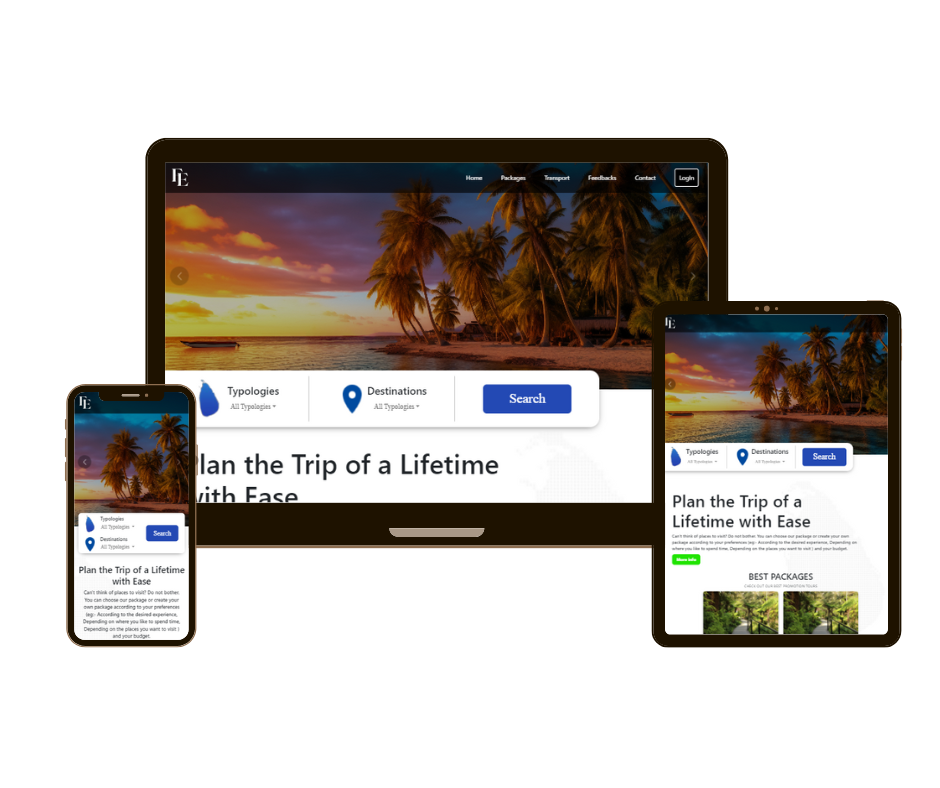 FE
Home Packages Transport Feedbacks Contact Login
Typologies
All Typologies
Destinations
All Typologies
Search
lan the Trip of a Lifetime
with Ease
FE
Typologies
All Typologies
Destinations
All Typologies
Search
Plan the Trip of a Lifetime
with Ease
Can't think of places to visit? Do not bother.
You can choose our package or create your
own package according to your preferences
(eg:- According to the desired experience,
Depending on where you like to spend time,
Depending on the places you want to visit )
and your budget.
FE
Typologies
All Typologies
Destinations
All Typologies
Search
Plan the Trip of a
Lifetime with Ease
Can't think of places to visit? Do not bother. You can choose our package or create your own
package according to your preferences (eg:- According to the desired experience, Depending on
where you like to spend time, Depending on the places you want to visit ) and your budget.
More Info
BEST PACKAGES
CHECK OUT OUR BEST PROMOTION TOURS